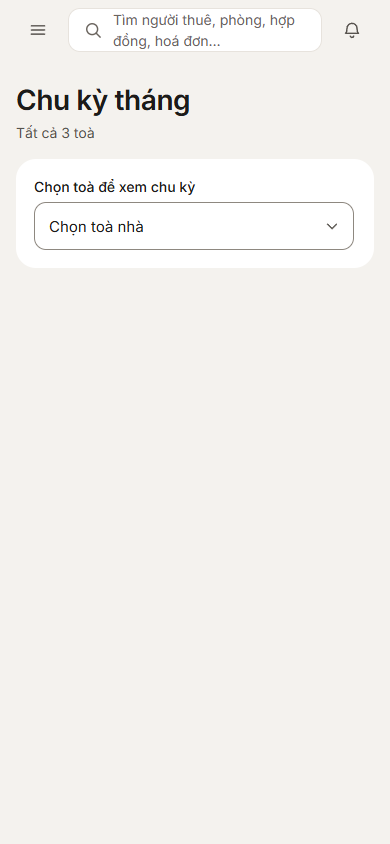 Tìm người thuê, phòng, hợp
đồng, hoá đơn...
Chu kỳ tháng
Tất cả 3 toà
Chọn toà để xem chu kỳ
Chọn toà nhà